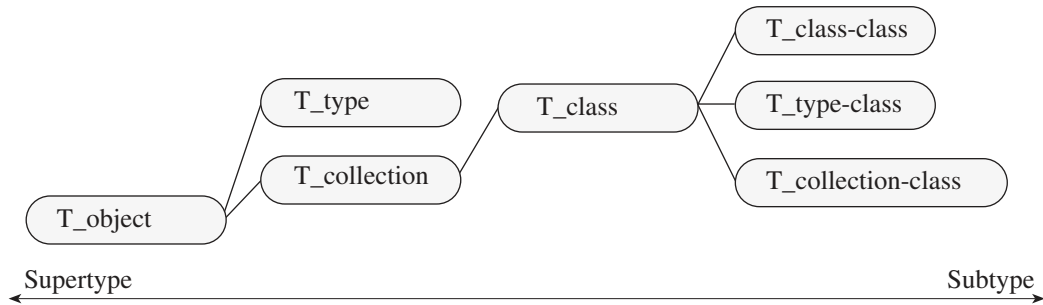 T_class-class
T_type
T_class
T_type-class
T_collection
T_collection-class
T_object
Supertype
Subtype